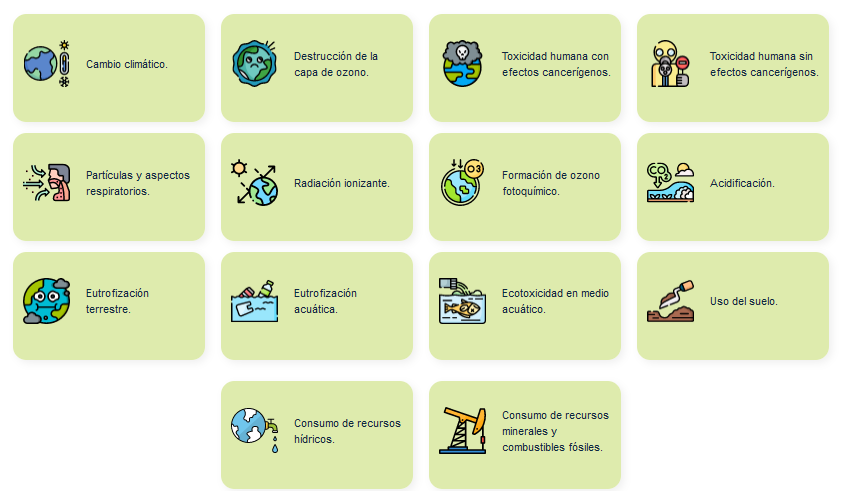 Cambio climático.
Destrucción de la
capa de ozono.
Toxicidad humana con
efectos cancerígenos.
Toxicidad humana sin
efectos cancerígenos.
Partículas y aspectos
respiratorios.
Radiación ionizante.
O3
Formación de ozono
fotoquímico.
CO2
Acidificación.
Eutrofización
terrestre.
Eutrofización
acuática.
Ecotoxicidad en medio
acuático.
Uso del suelo.
Consumo de recursos
hídricos.
Consumo de recursos
minerales y
combustibles fósiles.